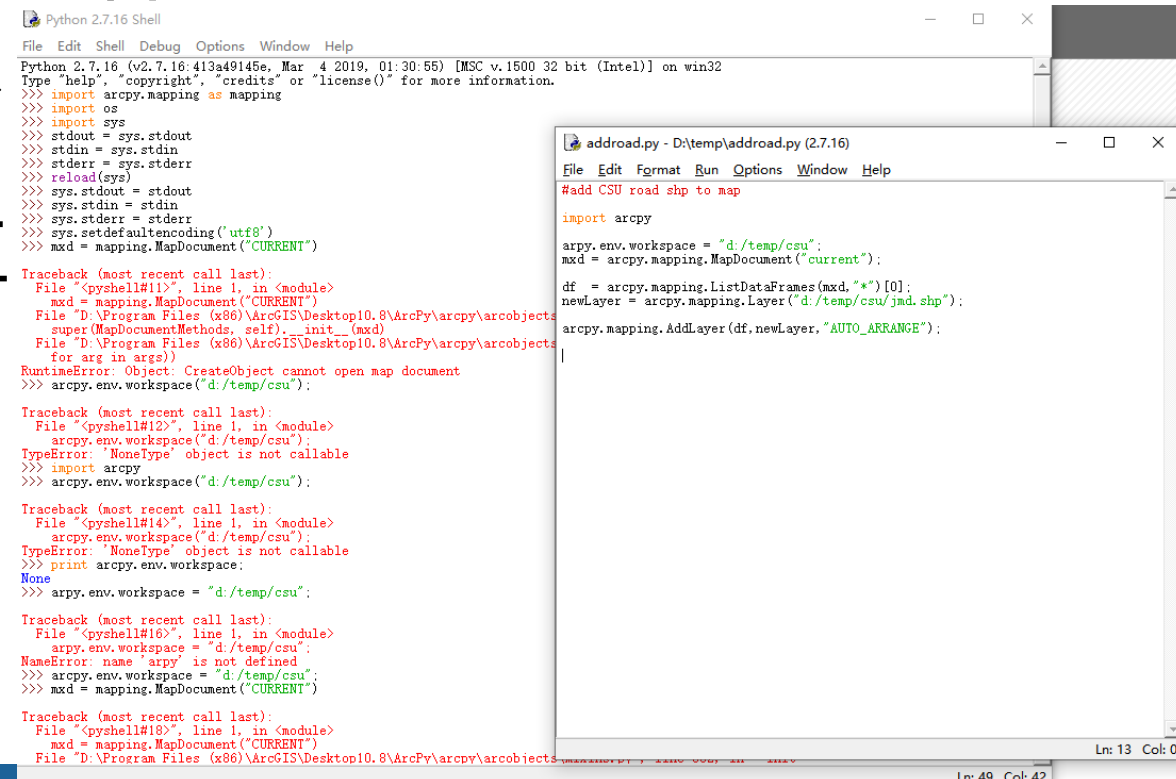 Python 2.7.16 Shell
File Edit Shell Debug Options Window Help
Python 2.7.16 (v2.7.16:413a49145e, Mar  4 2019, 01:30:55) [MSC v.1500 32 bit (Intel)] on win32
Type "help", "copyright", "credits" or "license()" for more information.
>>> import arcpy.mapping as mapping
>>> import os
>>> import sys
>>> stdout = sys.stdout
>>> stdin = sys.stdin
>>> stderr = sys.stderr
>>> reload(sys)
>>> sys.stdout = stdout
>>> sys.stdin = stdin
>>> sys.stderr = stderr
>>> sys.setdefaultencoding('utf8')
>>> mxd = mapping.MapDocument("CURRENT")
Traceback (most recent call last):
  File "<pyshell#11>", line 1, in <module>
    mxd = mapping.MapDocument("CURRENT")
  File "D:\Program Files (x86)\ArcGIS\Desktop10.8\ArcPy\arcpy\arcobjects
    super(MapDocumentMethods, self).__init__(mxd)
  File "D:\Program Files (x86)\ArcGIS\Desktop10.8\ArcPy\arcpy\arcobjects
    for arg in args))
RuntimeError: Object: CreateObject cannot open map document
>>> arcpy.env.workspace("d:/temp/csu");
Traceback (most recent call last):
  File "<pyshell#12>", line 1, in <module>
    arcpy.env.workspace("d:/temp/csu");
TypeError: 'NoneType' object is not callable
>>> import arcpy
>>> arcpy.env.workspace("d:/temp/csu");
Traceback (most recent call last):
  File "<pyshell#14>", line 1, in <module>
    arcpy.env.workspace("d:/temp/csu");
TypeError: 'NoneType' object is not callable
>>> print arcpy.env.workspace;
None
>>> arpy.env.workspace = "d:/temp/csu";
Traceback (most recent call last):
  File "<pyshell#16>", line 1, in <module>
    arpy.env.workspace = "d:/temp/csu";
NameError: name 'arpy' is not defined
>>> arcpy.env.workspace = "d:/temp/csu";
>>> mxd = mapping.MapDocument("CURRENT")
Traceback (most recent call last):
  File "<pyshell#18>", line 1, in <module>
    mxd = mapping.MapDocument("CURRENT")
  File "D:\Program Files (x86)\ArcGIS\Desktop10.8\ArcPy\arcpy\arcobjects
Ln: 49 Col: 42
addroad.py - D:\temp\addroad.py (2.7.16)
File Edit Format Run Options Window Help
#add CSU road shp to map
import arcpy
arpy.env.workspace = "d:/temp/csu";
mxd = arcpy.mapping.MapDocument("current");
df  = arcpy.mapping.ListDataFrames(mxd,"*")[0];
newLayer = arcpy.mapping.Layer("d:/temp/csu/jmd.shp");
arcpy.mapping.AddLayer(df,newLayer,"AUTO_ARRANGE");
Ln: 13 Col: 0